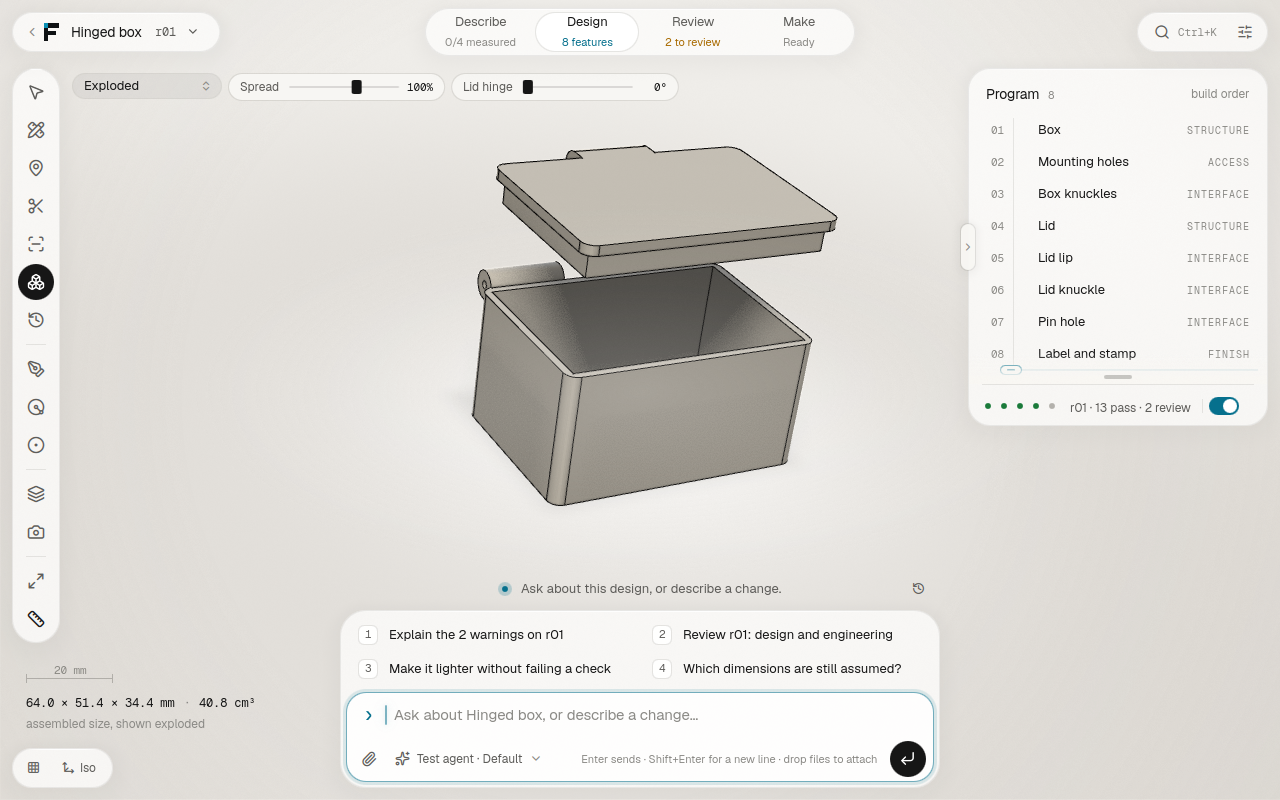 Hinged box r01
Describe
0/4 measured
Design
8 features
Review
2 to review
Make
Ready
Ctrl+K
Exploded
Spread 100%
Lid hinge 0°
Program 8 build order
01 Box STRUCTURE
02 Mounting holes ACCESS
03 Box knuckles INTERFACE
04 Lid STRUCTURE
05 Lid lip INTERFACE
06 Lid knuckle INTERFACE
07 Pin hole INTERFACE
08 Label and stamp FINISH
r01 · 13 pass · 2 review
Ask about this design, or describe a change.
1 Explain the 2 warnings on r01
2 Review r01: design and engineering
3 Make it lighter without failing a check
4 Which dimensions are still assumed?
Ask about Hinged box, or describe a change…
Test agent · Default
Enter sends · Shift+Enter for a new line · drop files to attach
20 mm
64.0 × 51.4 × 34.4 mm · 40.8 cm³
assembled size, shown exploded
Iso